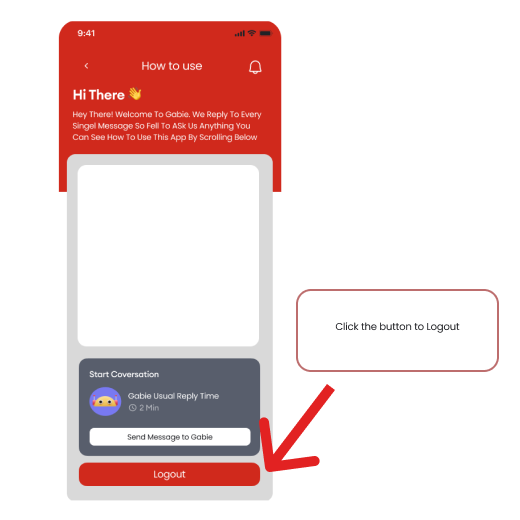 9:41
How to use
Hi There 👋
Hey There! Welcome To Gabie. We Reply To Every
Singel Message So Fell To ASk Us Anything You
Can See How To Use This App By Scrolling Below
Click the button to Logout
Start Coversation
Gabie Usual Reply Time
2 Min
Send Message to Gabie
Logout